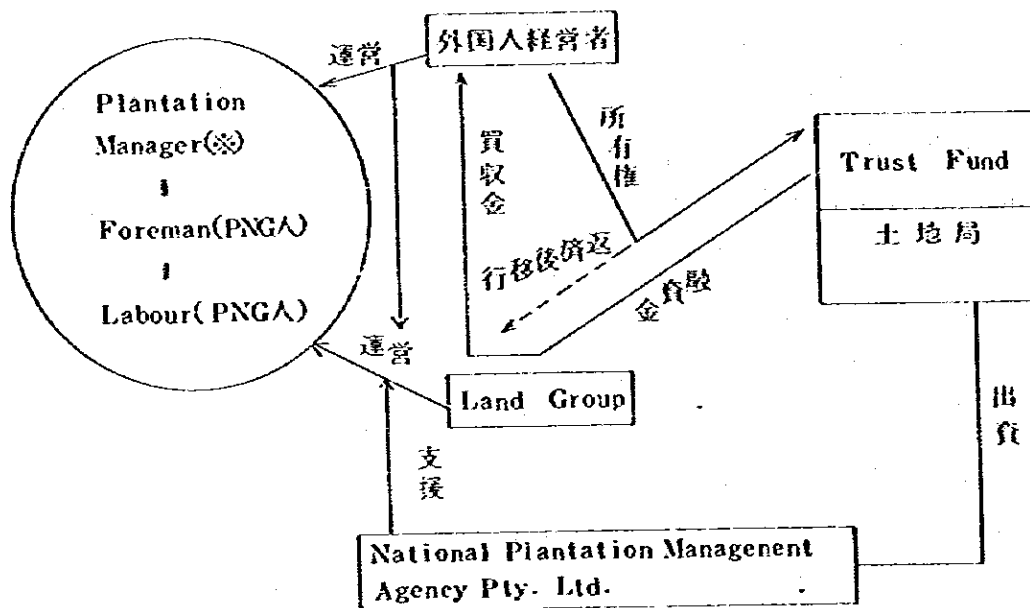 外国人経営者
運営
Plantation
Manager(※)
Foreman(PNG人)
Labour(PNG人)
買収金
所有権
Trust Fund
土地局
返済後移行
融資金
運営
Land Group
支援
出資
National Plantation Managenent
Agency Pty. Ltd.